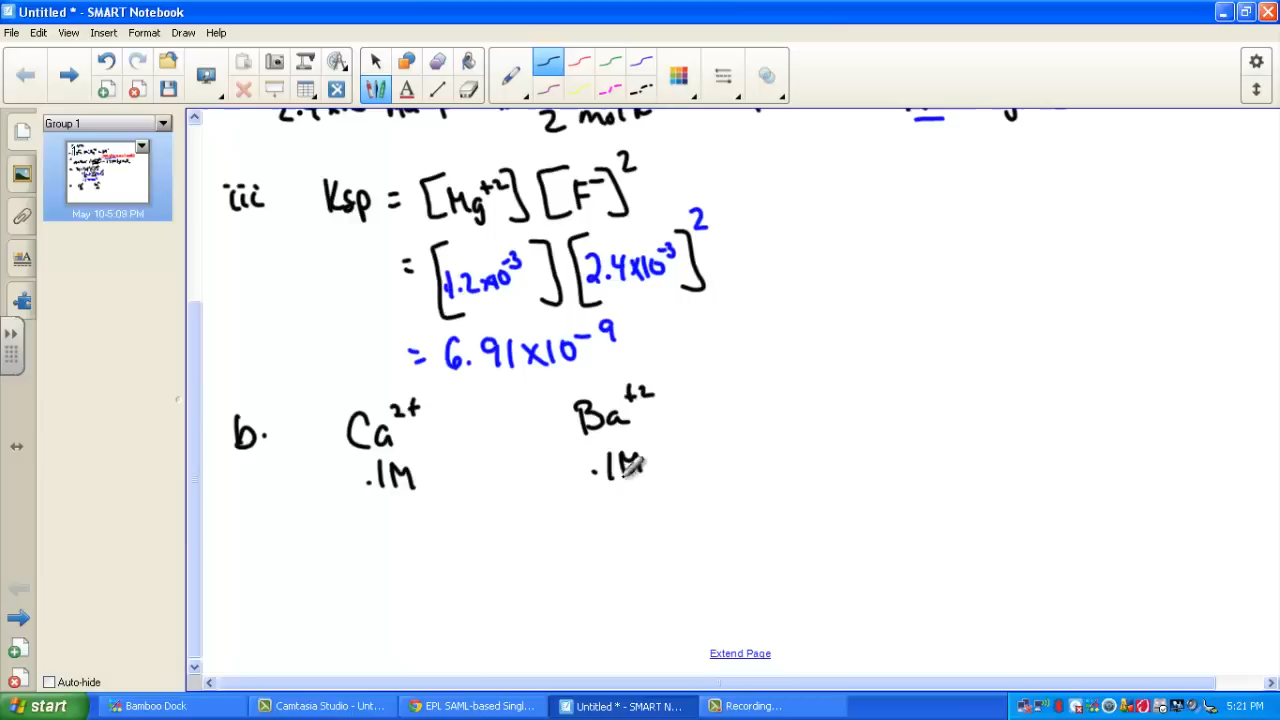 Untitled * - SMART Notebook
File Edit View Insert Format Draw Help
Group 1
May 10-5:09 PM
2 mol
iii Ksp = [Mg⁺²] [F⁻]²
= [1.2x10⁻³] [2.4x10⁻³]²
= 6.91x10⁻⁹
b. Ca²⁺ Ba⁺²
.1M .1M
Extend Page
Auto-hide
start Bamboo Dock Camtasia Studio - Unt... EPL SAML-based Singl... Untitled * - SMART N... Recording... 5:21 PM